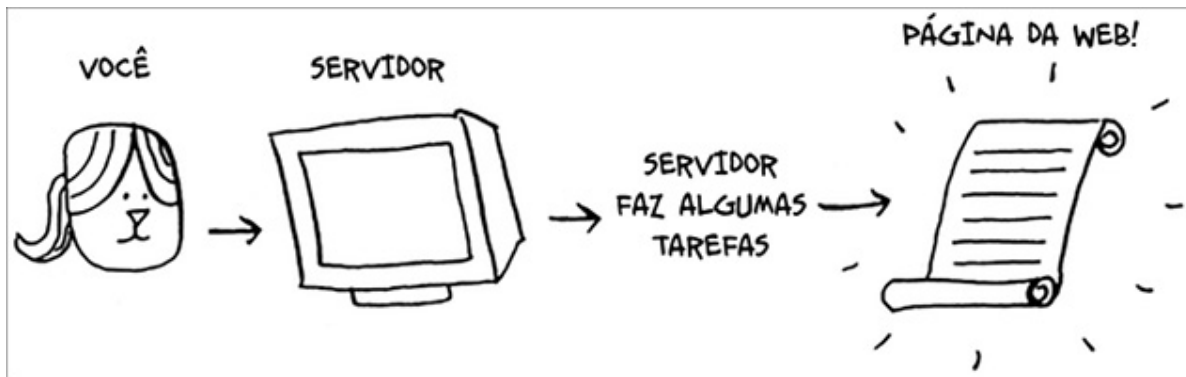 VOCÊ
SERVIDOR
SERVIDOR
FAZ ALGUMAS
TAREFAS
PÁGINA DA WEB!